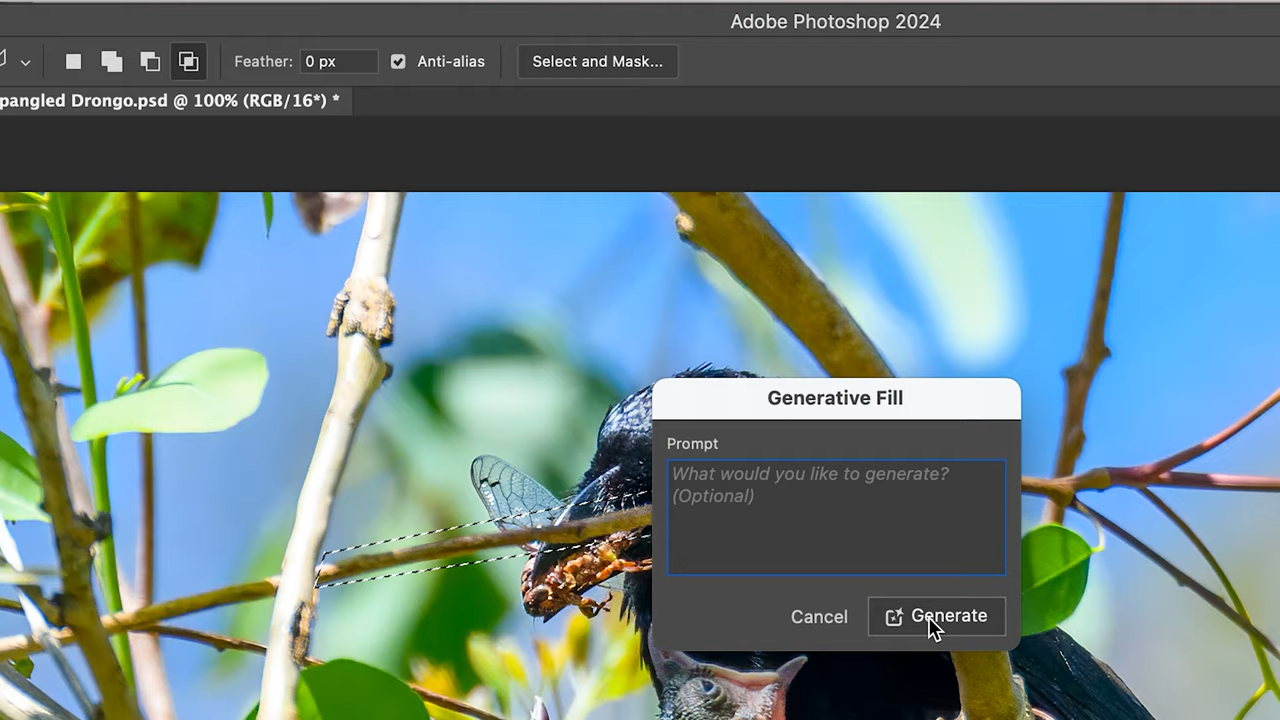 Adobe Photoshop 2024
Feather: 0 px Anti-alias Select and Mask...
pangled Drongo.psd @ 100% (RGB/16*) *
Generative Fill
Prompt
What would you like to generate?
(Optional)
Cancel Generate